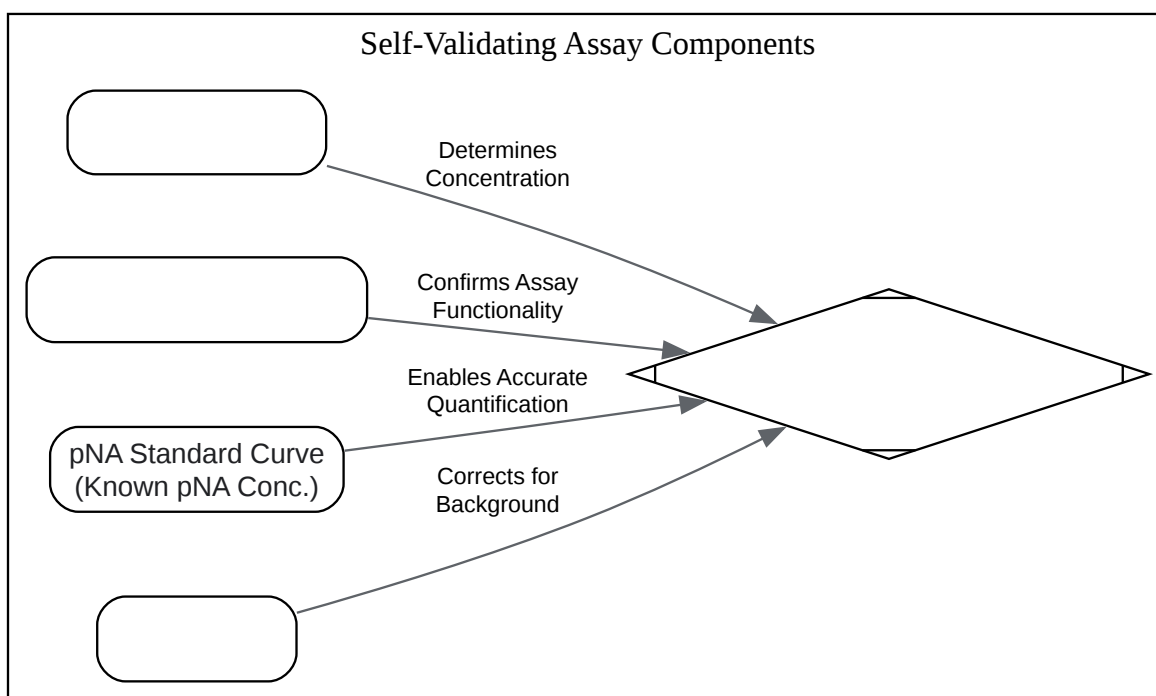 Self-Validating Assay Components
Determines
Concentration
Confirms Assay
Functionality
Enables Accurate
Quantification
pNA Standard Curve
(Known pNA Conc.)
Corrects for
Background